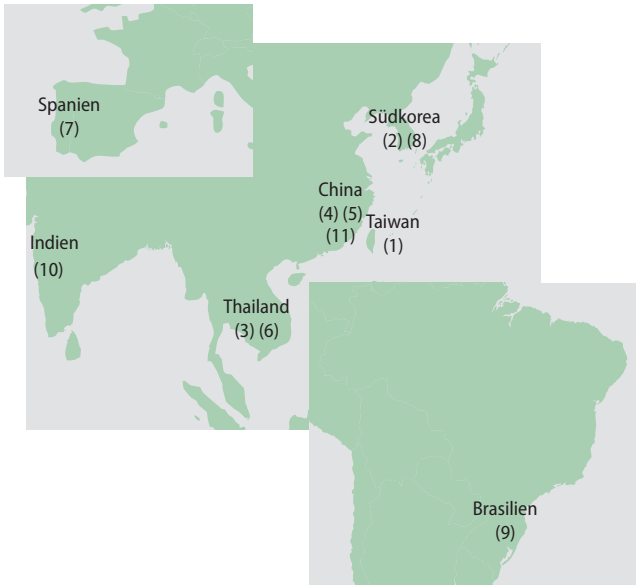 Spanien
(7)
Südkorea
(2) (8)
China
(4) (5)
(11)
Taiwan
(1)
Indien
(10)
Thailand
(3) (6)
Brasilien
(9)